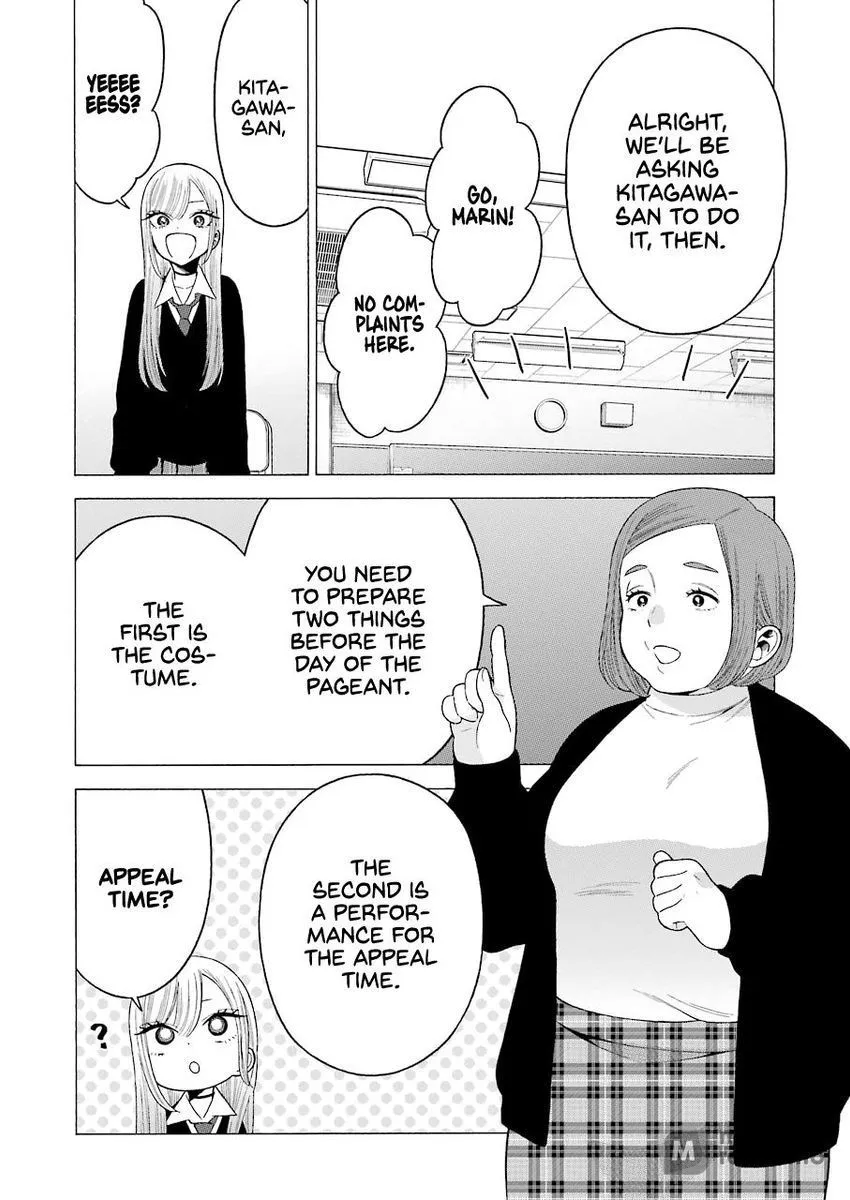 ALRIGHT,
WE'LL BE
ASKING
KITAGAWA-
SAN TO DO
IT, THEN.
GO,
MARIN!
NO COM-
PLAINTS
HERE.
KITA-
GAWA-
SAN,
YEEEE
EESS?
YOU NEED
TO PREPARE
TWO THINGS
BEFORE THE
DAY OF THE
PAGEANT.
THE
FIRST IS
THE COS-
TUME.
THE
SECOND IS
A PERFOR-
MANCE FOR
THE APPEAL
TIME.
APPEAL
TIME?
?
M